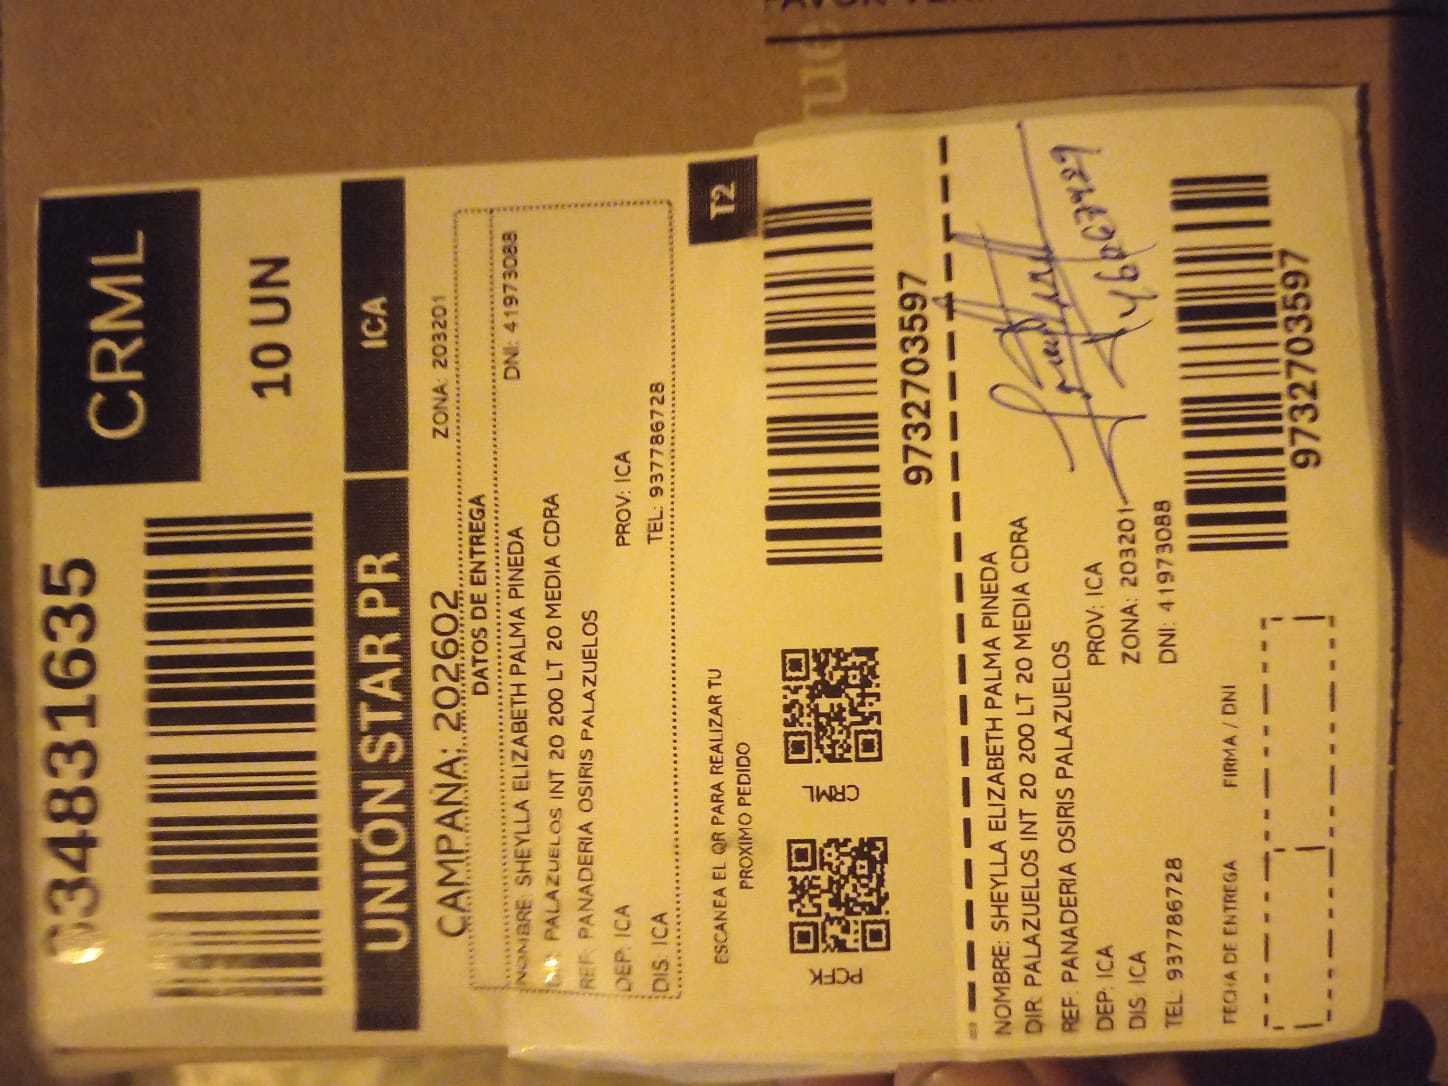 CRML
10 UN
UNIÓN STAR PR
ICA
CAMPAÑA: 202602
ZONA: 203201
DATOS DE ENTREGA
NOMBRE: SHEYLLA ELIZABETH PALMA PINEDA
DNI: 41973088
PALAZUELOS INT 20 200 LT 20 MEDIA CDRA
REF: PANADERIA OSIRIS PALAZUELOS
DEP: ICA
PROV: ICA
DIS: ICA
TEL: 937786728
T2
ESCANEA EL QR PARA REALIZAR TU
PROXIMO PEDIDO
PCFK
CRML
9732703597
NOMBRE: SHEYLLA ELIZABETH PALMA PINEDA
DIR. PALAZUELOS INT 20 200 LT 20 MEDIA CDRA
REF. PANADERIA OSIRIS PALAZUELOS
DEP: ICA
PROV: ICA
DIS ICA
ZONA: 203201
TEL. 937786728
DNI: 41973088
9732703597
FECHA DE ENTREGA
FIRMA / DNI